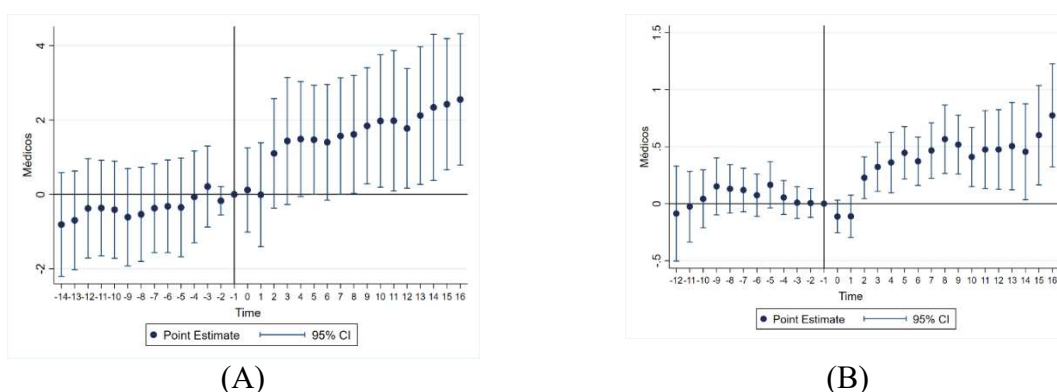 4
2
0
-2
Médicos
-14 -13 -12 -11 -10 -9 -8 -7 -6 -5 -4 -3 -2 -1 0 1 2 3 4 5 6 7 8 9 10 11 12 13 14 15 16
Time
Point Estimate 95% CI
(A)
1.5
1
.5
0
-.5
Médicos
-12 -11 -10 -9 -8 -7 -6 -5 -4 -3 -2 -1 0 1 2 3 4 5 6 7 8 9 10 11 12 13 14 15 16
Time
Point Estimate 95% CI
(B)